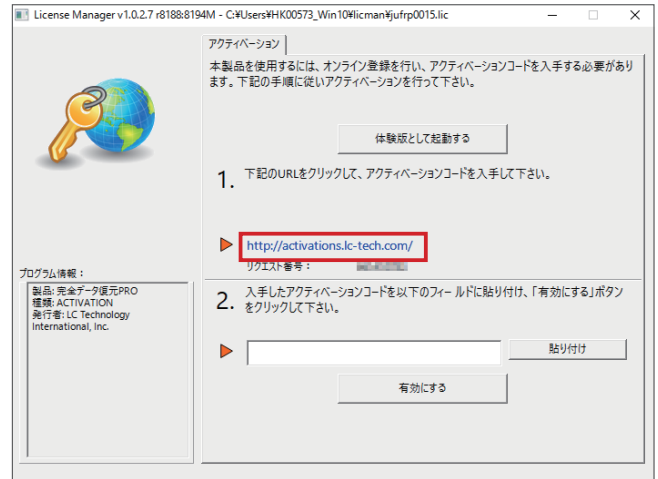 License Manager v1.0.2.7 r8188:8194M - C:¥Users¥HK00573_Win10¥licman¥jufrp0015.lic
アクティベーション
本製品を使用するには、オンライン登録を行い、アクティベーションコードを入手する必要があり
ます。下記の手順に従いアクティベーションを行って下さい。
体験版として起動する
1. 下記のURLをクリックして、アクティベーションコードを入手して下さい。
http://activations.lc-tech.com/
リクエスト番号：
プログラム情報：
製品: 完全データ復元PRO
種類: ACTIVATION
発行者: LC Technology
International, Inc.
2. 入手したアクティベーションコードを以下のフィールドに貼り付け、「有効にする」ボタン
をクリックして下さい。
貼り付け
有効にする